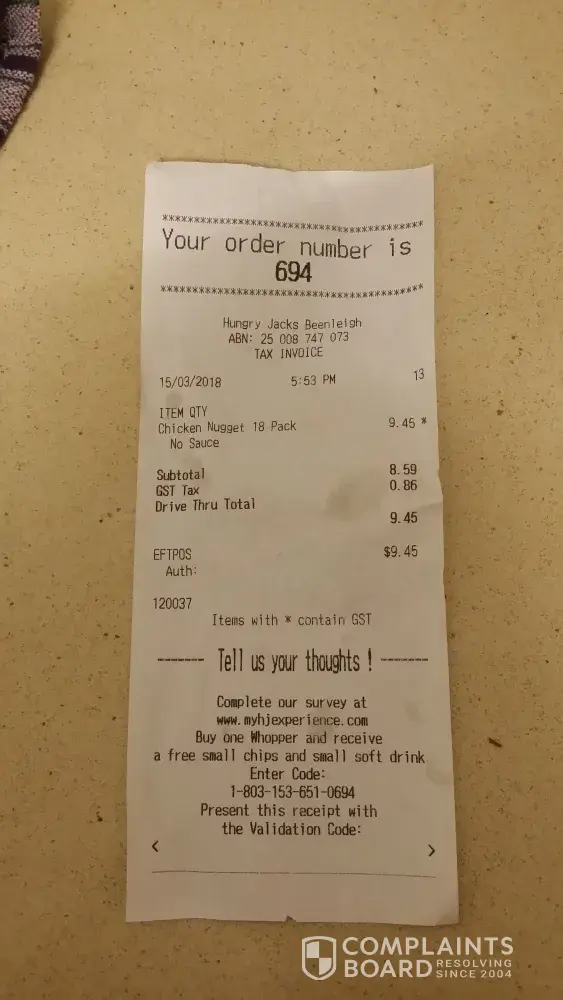 *****************************************
Your order number is
694
*****************************************
Hungry Jacks Beenleigh
ABN: 25 008 747 073
TAX INVOICE
15/03/2018 5:53 PM 13
ITEM QTY
Chicken Nugget 18 Pack 9.45 *
No Sauce
Subtotal 8.59
GST Tax 0.86
Drive Thru Total
9.45
EFTPOS $9.45
Auth:
120037
Items with * contain GST
------ Tell us your thoughts ! ------
Complete our survey at
www.myhjexperience.com
Buy one Whopper and receive
a free small chips and small soft drink
Enter Code:
1-803-153-651-0694
Present this receipt with
the Validation Code:
< >
COMPLAINTS
BOARD RESOLVING
SINCE 2004